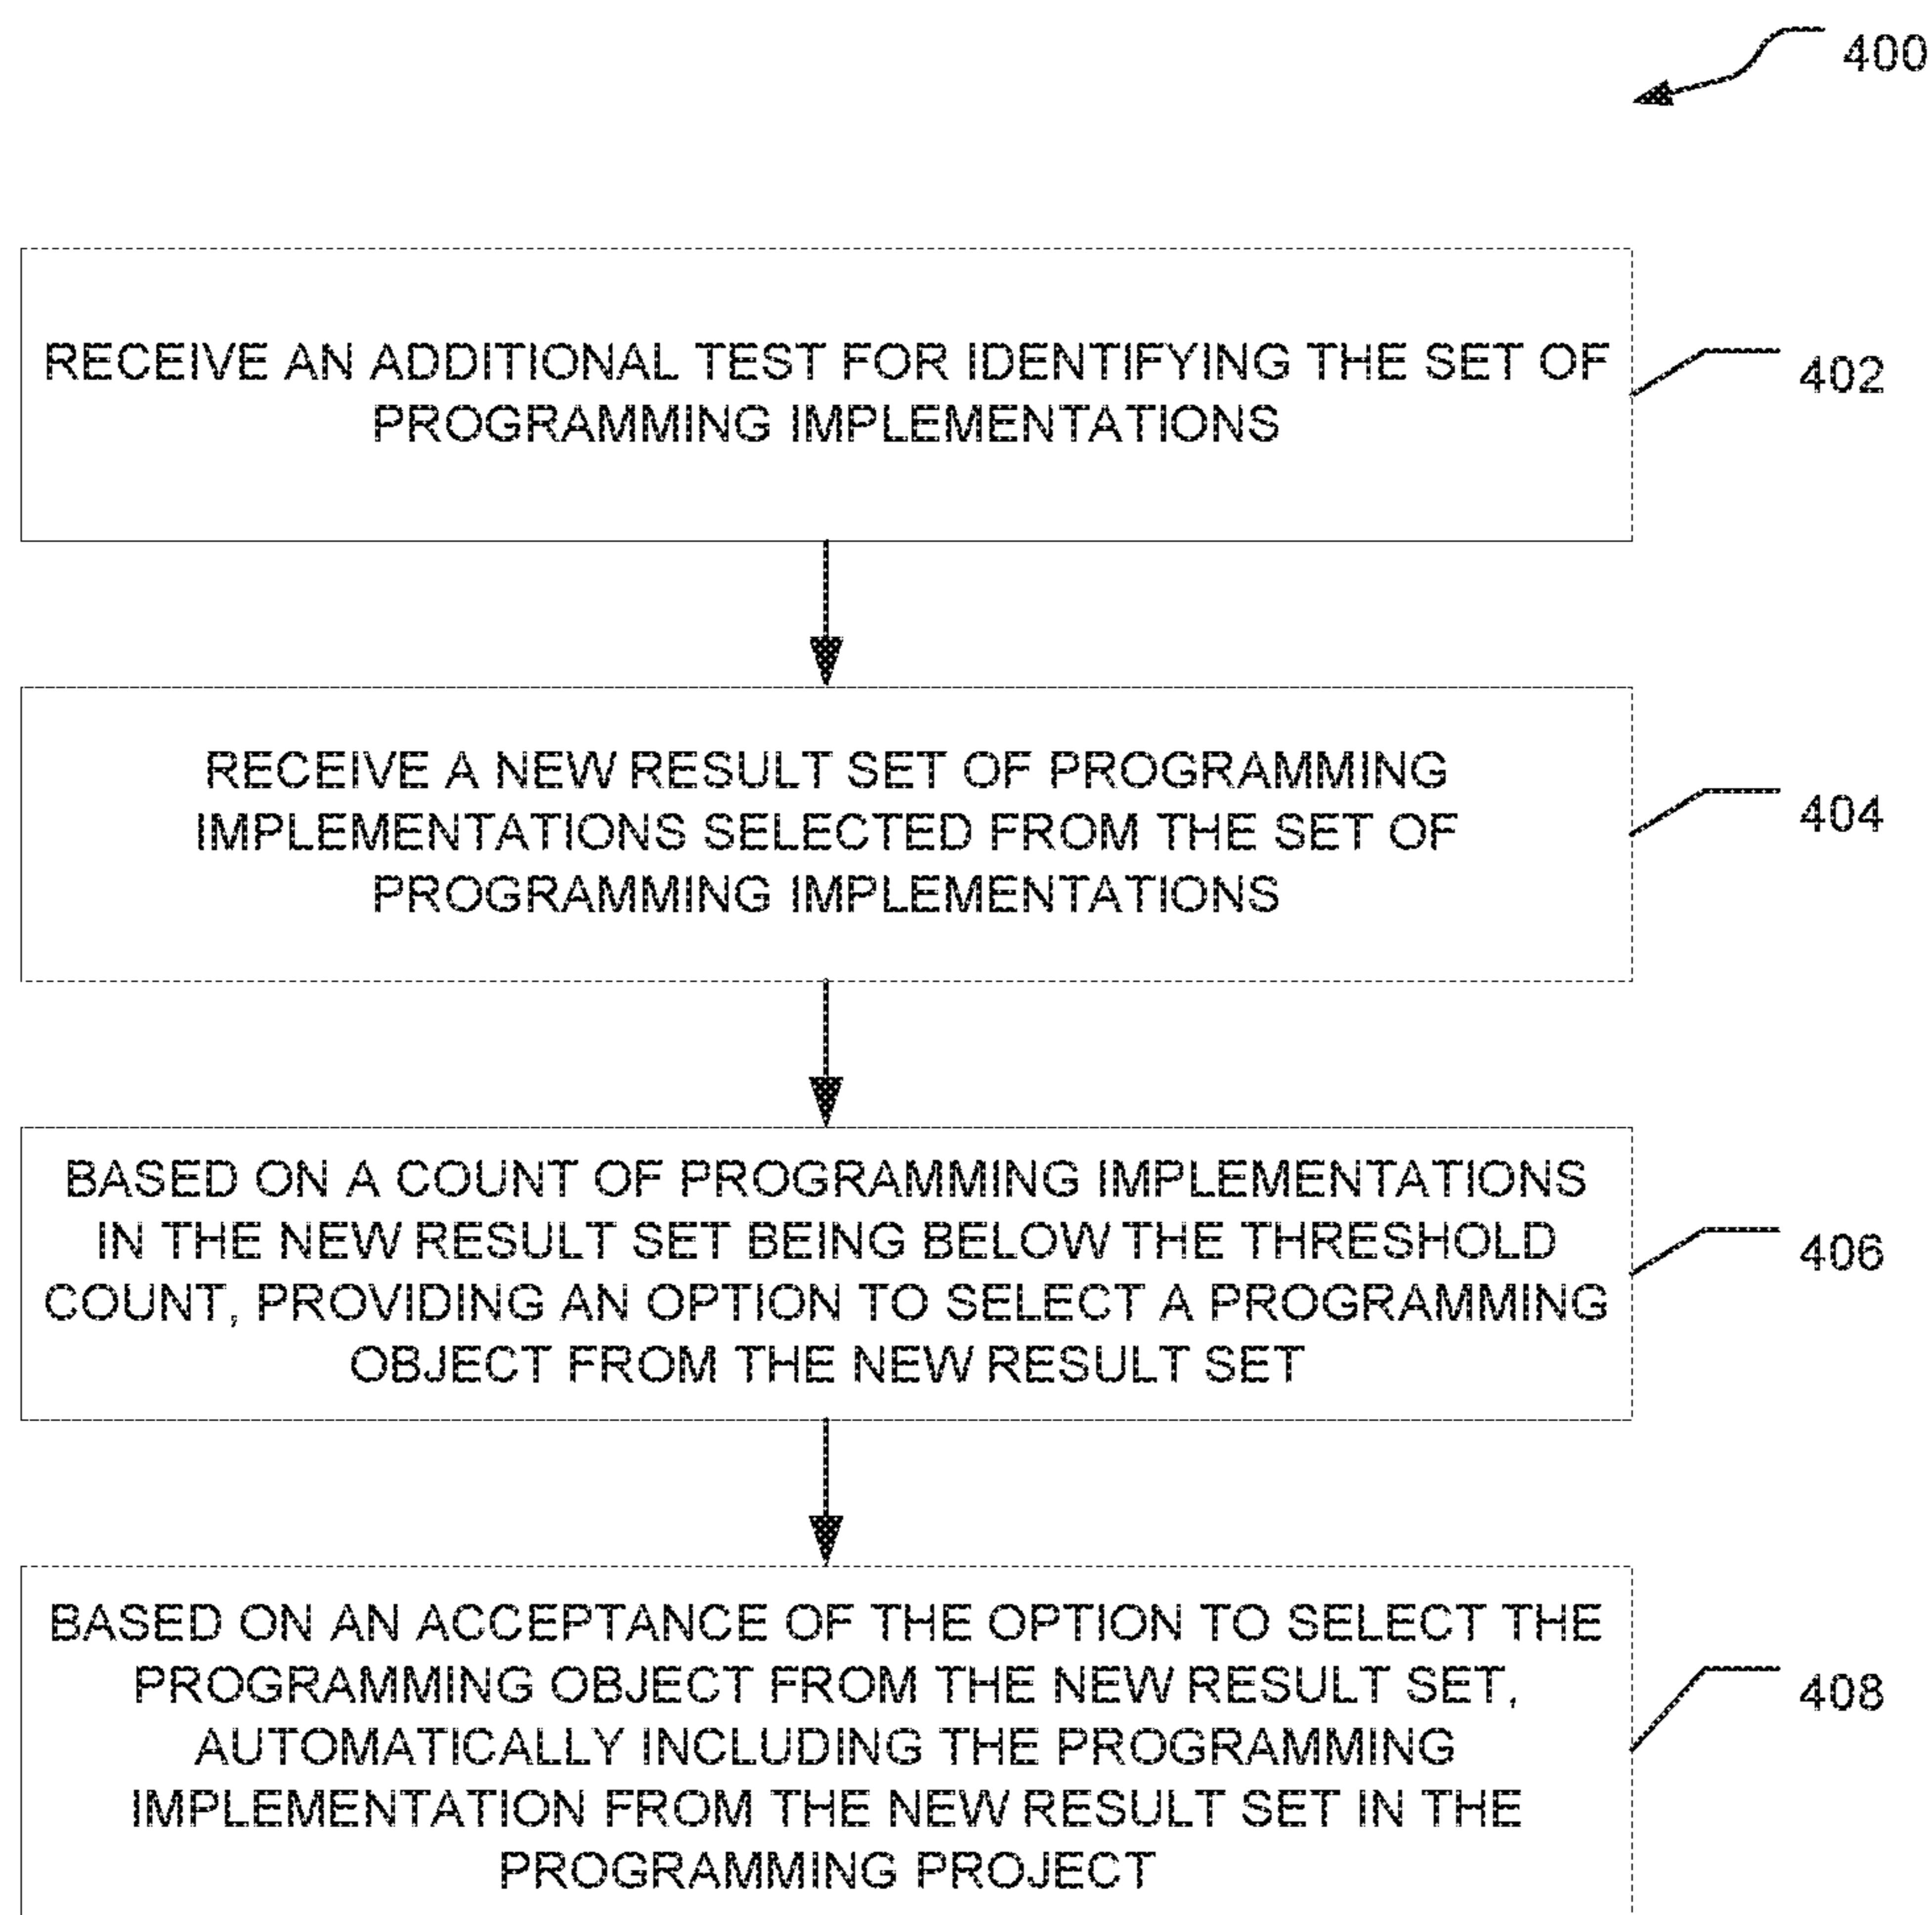 400
RECEIVE AN ADDITIONAL TEST FOR IDENTIFYING THE SET OF
PROGRAMMING IMPLEMENTATIONS
402
RECEIVE A NEW RESULT SET OF PROGRAMMING
IMPLEMENTATIONS SELECTED FROM THE SET OF
PROGRAMMING IMPLEMENTATIONS
404
BASED ON A COUNT OF PROGRAMMING IMPLEMENTATIONS
IN THE NEW RESULT SET BEING BELOW THE THRESHOLD
COUNT, PROVIDING AN OPTION TO SELECT A PROGRAMMING
OBJECT FROM THE NEW RESULT SET
406
BASED ON AN ACCEPTANCE OF THE OPTION TO SELECT THE
PROGRAMMING OBJECT FROM THE NEW RESULT SET,
AUTOMATICALLY INCLUDING THE PROGRAMMING
IMPLEMENTATION FROM THE NEW RESULT SET IN THE
PROGRAMMING PROJECT
408